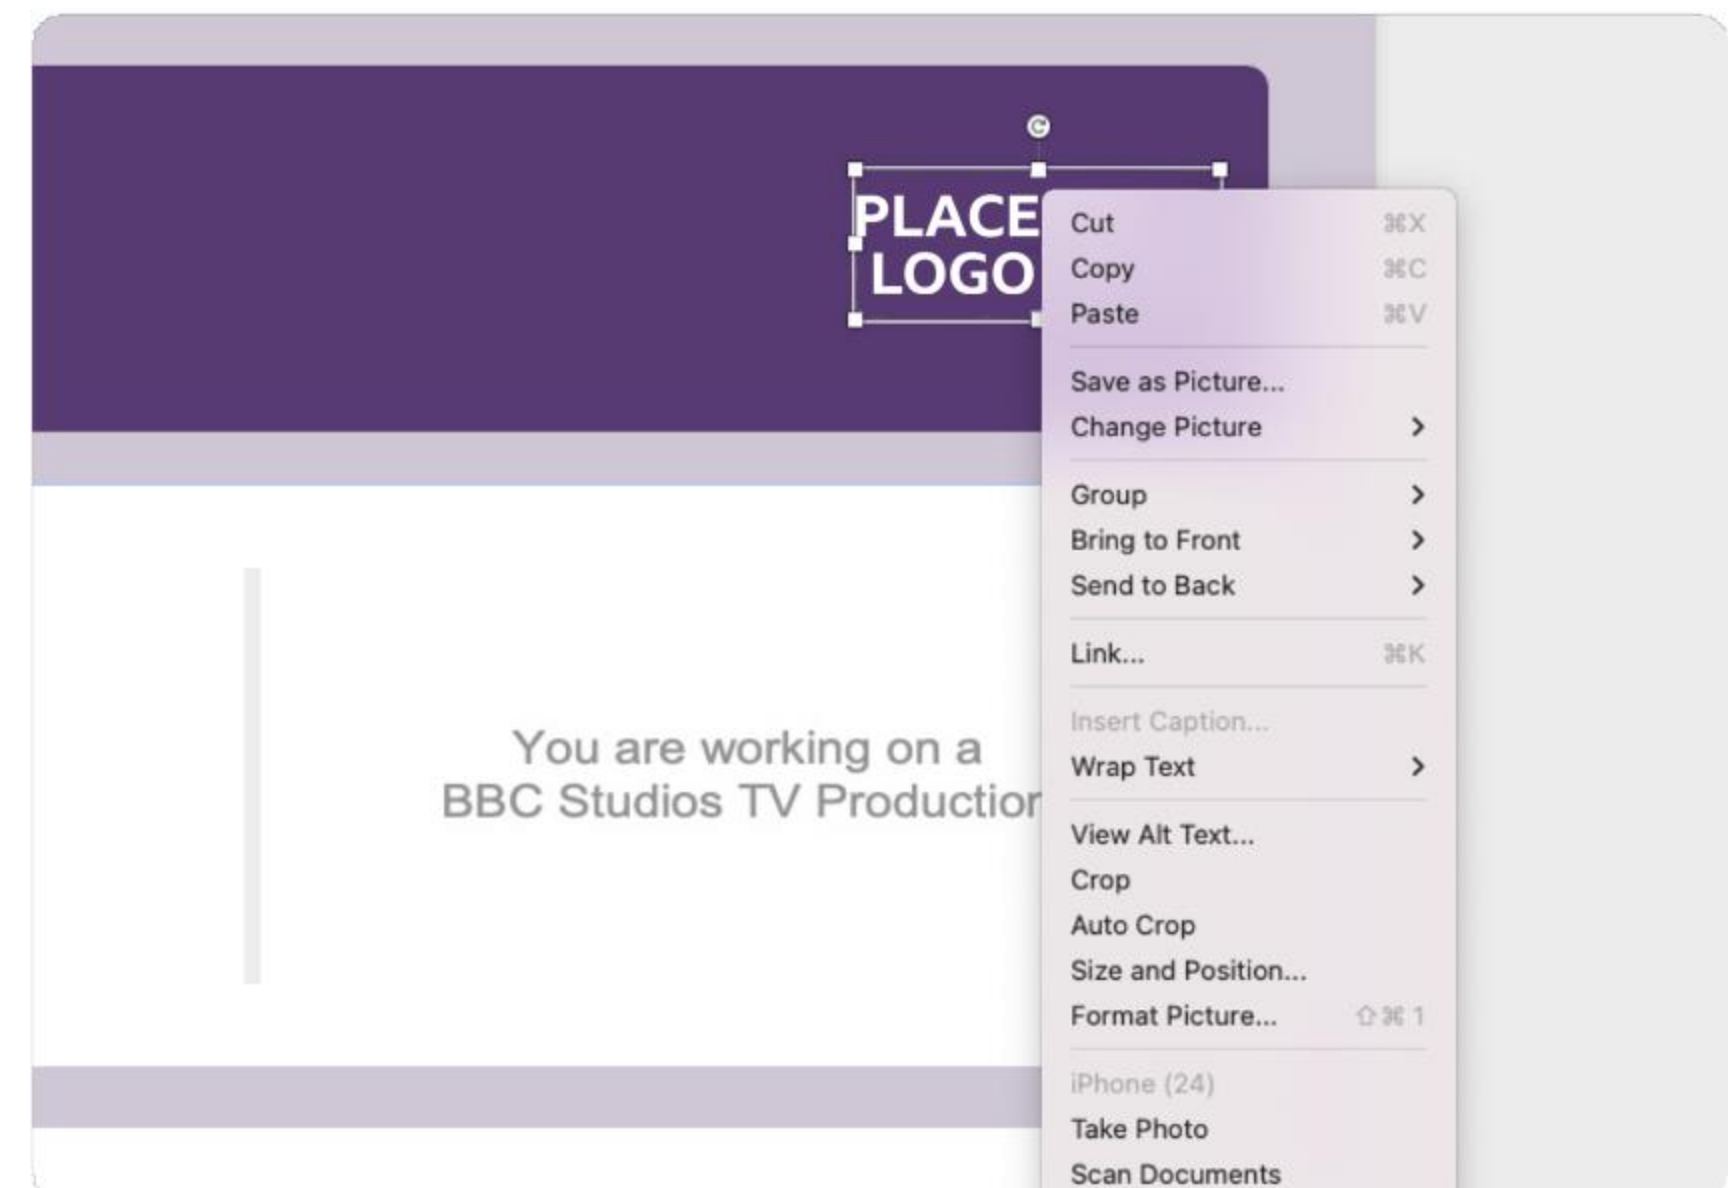 PLACE
LOGO
Cut ⌘X
Copy ⌘C
Paste ⌘V
Save as Picture...
Change Picture
Group
Bring to Front
Send to Back
Link... ⌘K
Insert Caption...
Wrap Text
View Alt Text...
Crop
Auto Crop
Size and Position...
Format Picture... ⇧⌘ 1
iPhone (24)
Take Photo
Scan Documents
You are working on a
BBC Studios TV Production